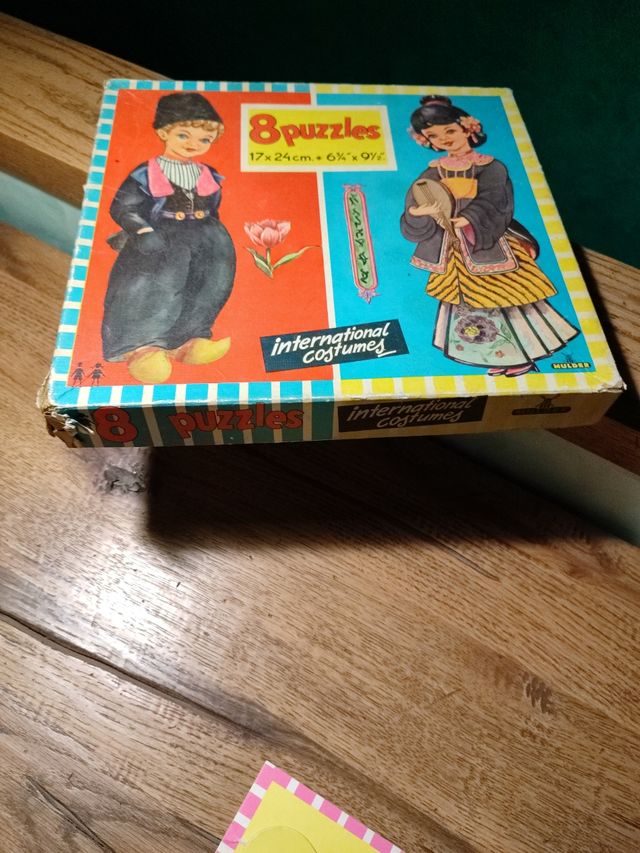 8 puzzles
17 x 24 cm. • 6¾" x 9½"
international
costumes
MULDER
8 puzzles
international
costumes